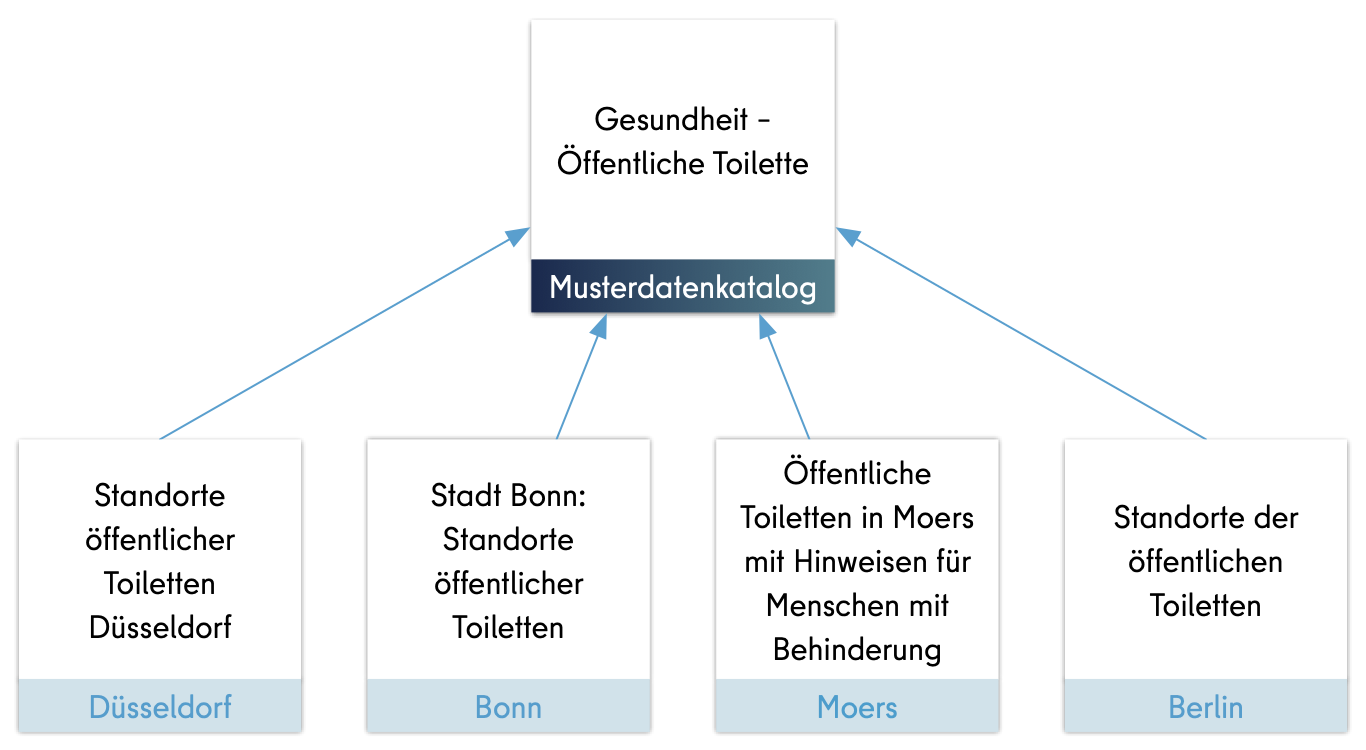 Gesundheit –
Öffentliche Toilette
Musterdatenkatalog
Standorte
öffentlicher
Toiletten
Düsseldorf
Düsseldorf
Stadt Bonn:
Standorte
öffentlicher
Toiletten
Bonn
Öffentliche
Toiletten in Moers
mit Hinweisen für
Menschen mit
Behinderung
Moers
Standorte der
öffentlichen
Toiletten
Berlin